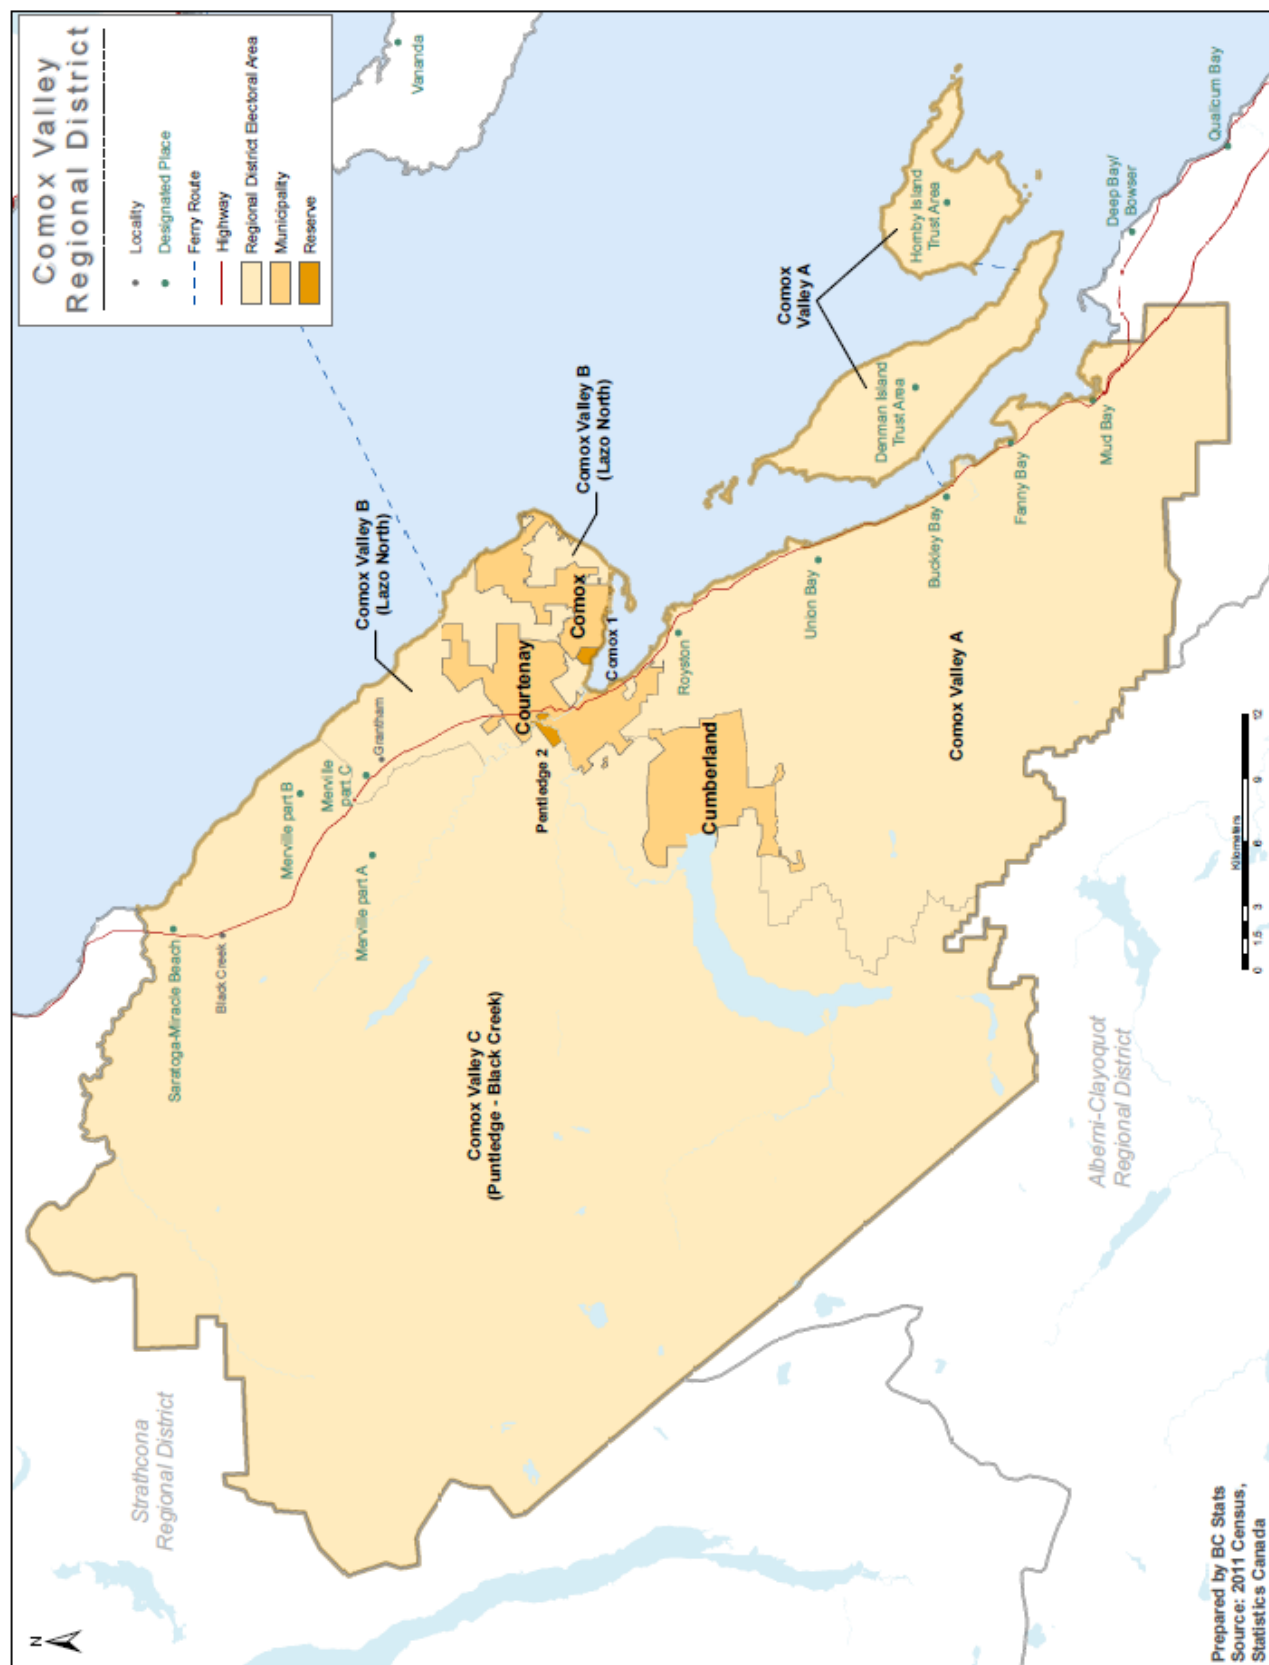 Comox Valley
Regional District
Locality
Designated Place
Ferry Route
Highway
Regional District Electoral Area
Municipality
Reserve
N
Strathcona
Regional District
Vananda
Saratoga-Miracle Beach
Black Creek
Merville part B
Merville
part C
Merville part A
Grantham
Comox Valley B
(Lazo North)
Comox Valley C
(Puntledge - Black Creek)
Courtenay
Pentledge 2
Comox
Comox 1
Comox Valley B
(Lazo North)
Royston
Cumberland
Union Bay
Comox
Valley A
Denman Island
Trust Area
Hornby Island
Trust Area
Buckley Bay
Comox Valley A
Fanny Bay
Mud Bay
Deep Bay/
Bowser
Qualicum Bay
Alberni-Clayoquot
Regional District
Kilometers
0 1.5 3 6 9 12
Prepared by BC Stats
Source: 2011 Census,
Statistics Canada